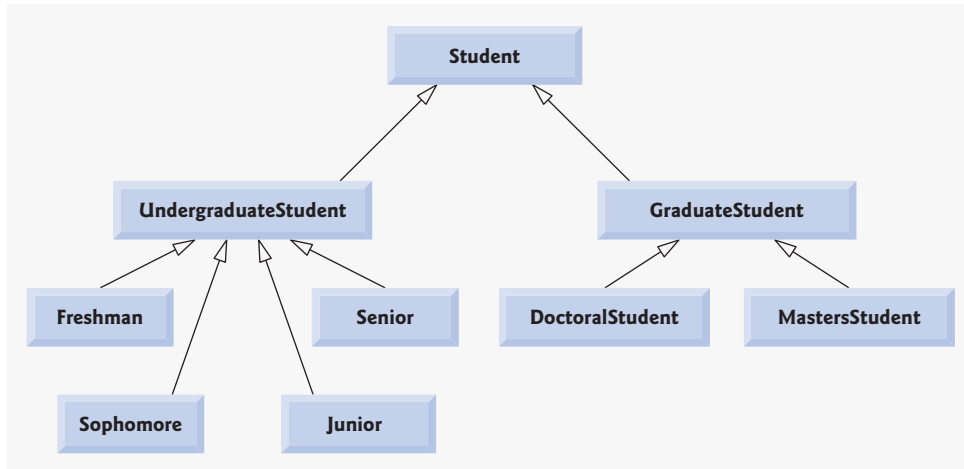 Student
UndergraduateStudent
GraduateStudent
Freshman
Senior
DoctoralStudent
MastersStudent
Sophomore
Junior